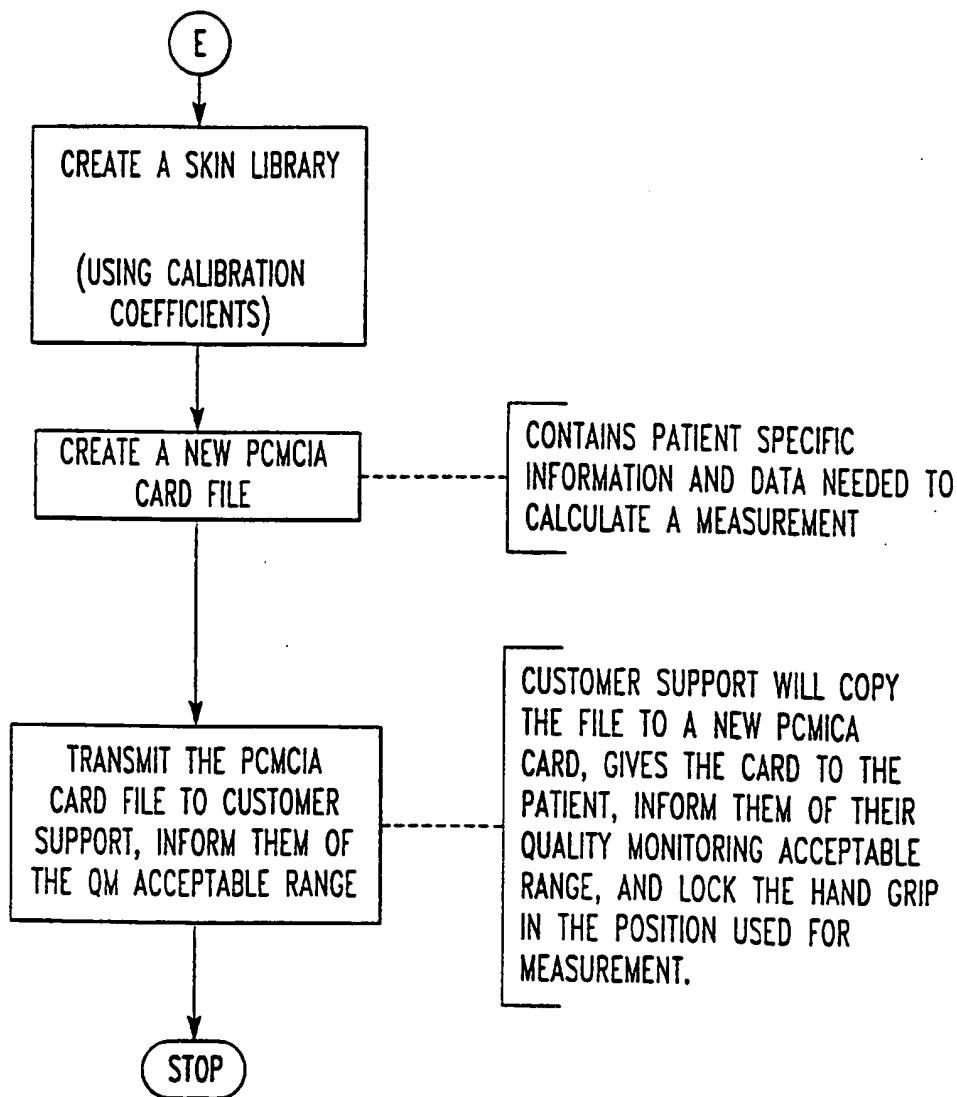 E
CREATE A SKIN LIBRARY
(USING CALIBRATION
COEFFICIENTS)
CREATE A NEW PCMCIA
CARD FILE
CONTAINS PATIENT SPECIFIC
INFORMATION AND DATA NEEDED TO
CALCULATE A MEASUREMENT
TRANSMIT THE PCMCIA
CARD FILE TO CUSTOMER
SUPPORT, INFORM THEM OF
THE QM ACCEPTABLE RANGE
CUSTOMER SUPPORT WILL COPY
THE FILE TO A NEW PCMICA
CARD, GIVES THE CARD TO THE
PATIENT, INFORM THEM OF THEIR
QUALITY MONITORING ACCEPTABLE
RANGE, AND LOCK THE HAND GRIP
IN THE POSITION USED FOR
MEASUREMENT.
STOP